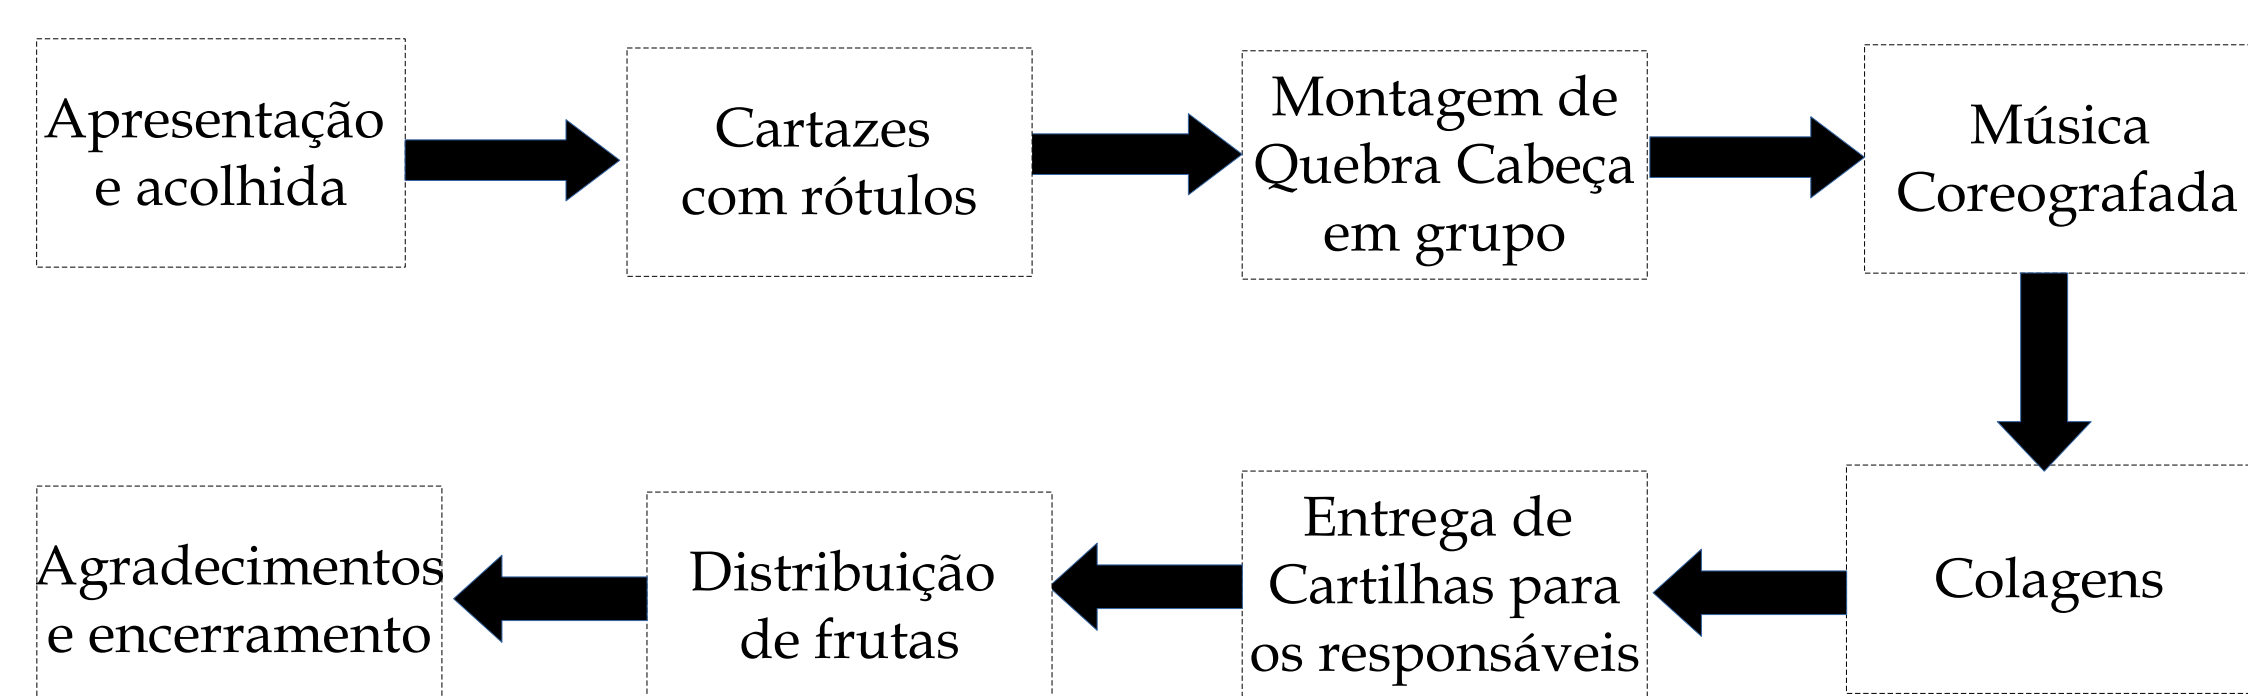 Apresentação
e acolhida
Cartazes
com rótulos
Montagem de
Quebra Cabeça
em grupo
Música
Coreografada
Colagens
Entrega de
Cartilhas para
os responsáveis
Distribuição
de frutas
Agradecimentos
e encerramento